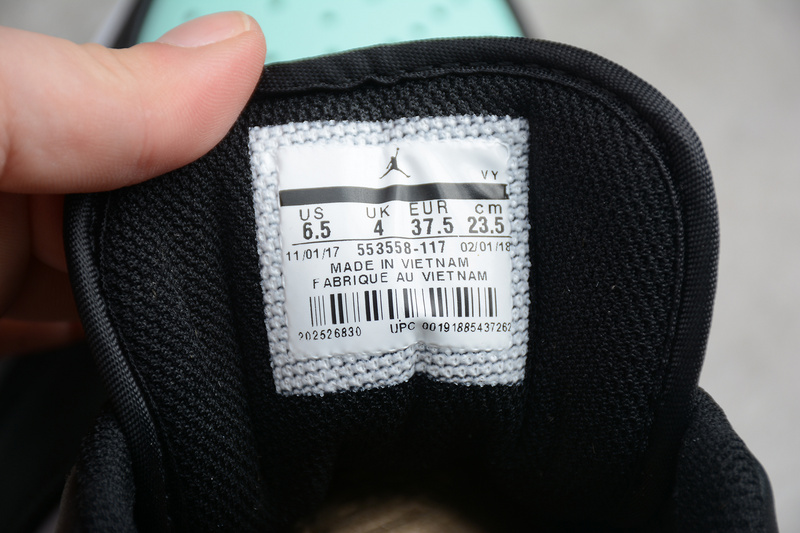 VY
US UK EUR cm
6.5 4 37.5 23.5
11/01/17 553558-117 02/01/18
MADE IN VIETNAM
FABRIQUE AU VIETNAM
202526830 UPC 00191885437262